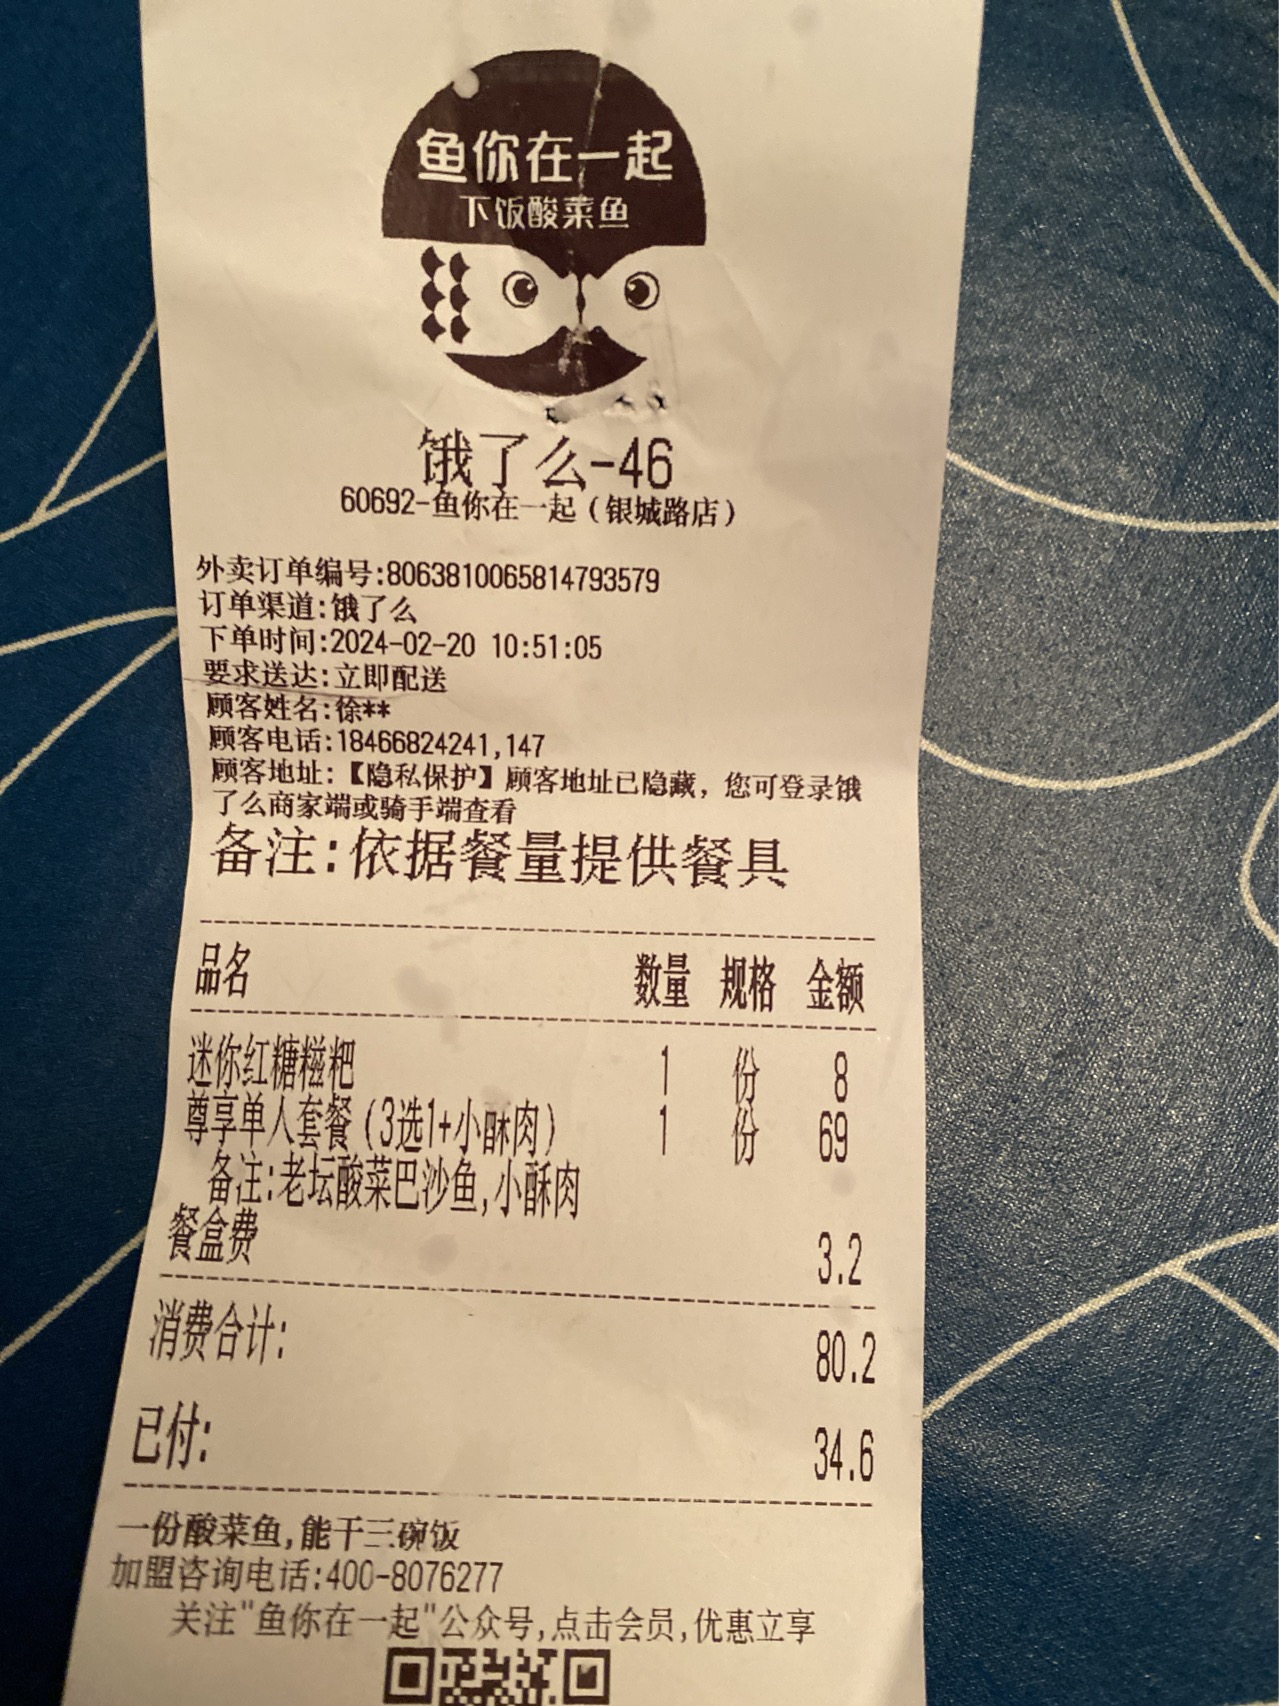 鱼你在一起
下饭酸菜鱼
饿了么-46
60692-鱼你在一起（银城路店）
外卖订单编号:8063810065814793579
订单渠道:饿了么
下单时间:2024-02-20 10:51:05
要求送达:立即配送
顾客姓名:徐**
顾客电话:18466824241,147
顾客地址:【隐私保护】顾客地址已隐藏，您可登录饿
了么商家端或骑手端查看
备注:依据餐量提供餐具
品名 数量 规格 金额
迷你红糖糍粑 1 份 8
尊享单人套餐（3选1+小酥肉） 1 份 69
备注:老坛酸菜巴沙鱼,小酥肉
餐盒费 3.2
消费合计: 80.2
已付: 34.6
一份酸菜鱼,能干三碗饭
加盟咨询电话:400-8076277
关注"鱼你在一起"公众号,点击会员,优惠立享